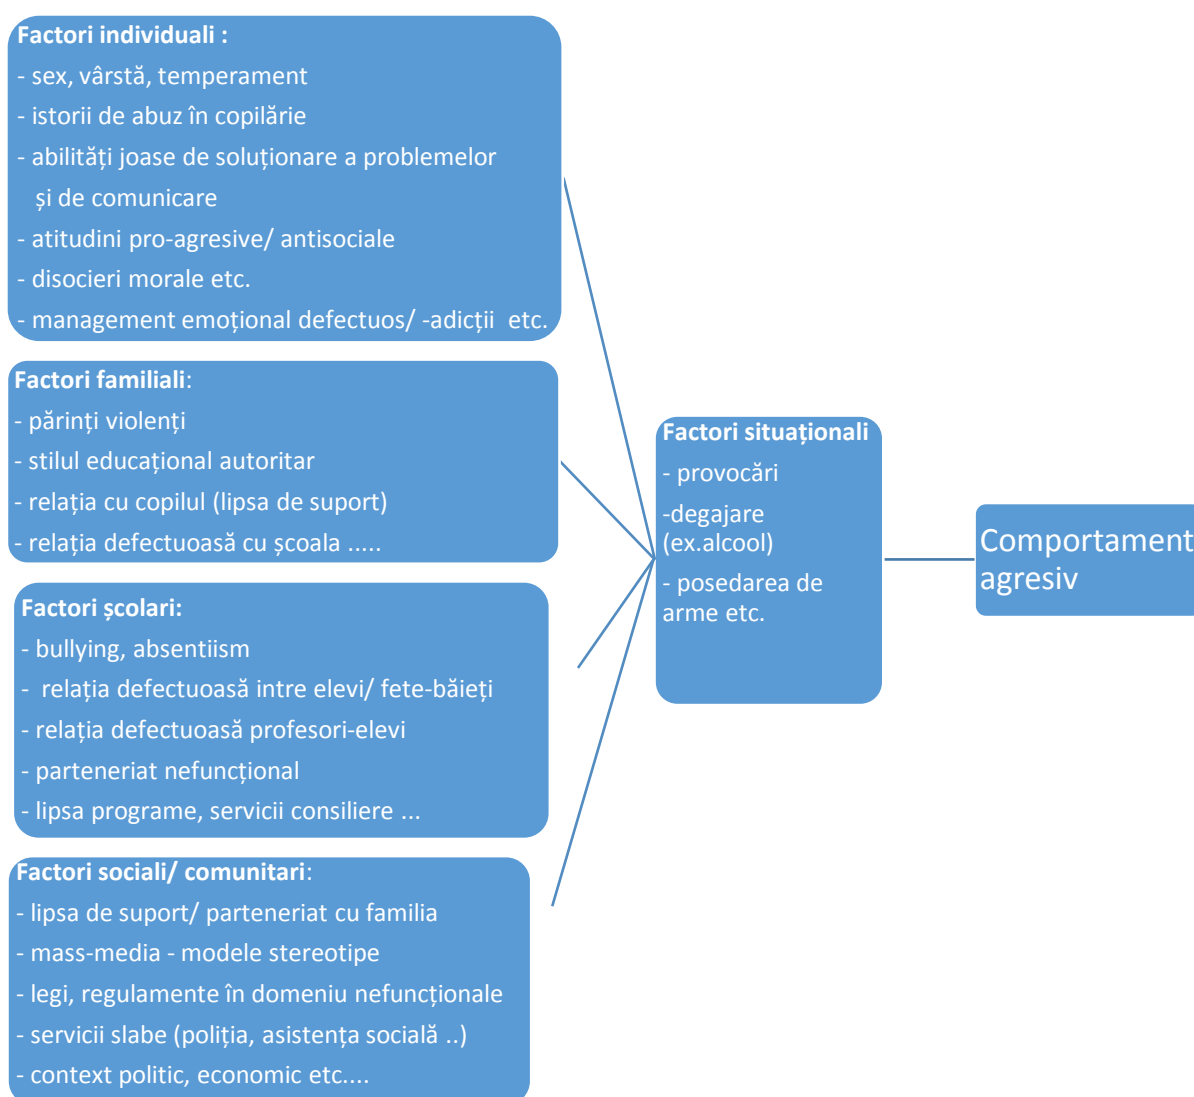 Factori individuali :
- sex, vârstă, temperament
- istorii de abuz în copilărie
- abilități joase de soluționare a problemelor
și de comunicare
- atitudini pro-agresive/ antisociale
- disocieri morale etc.
- management emoțional defectuos/ -adicții  etc.
Factori familiali:
- părinți violenți
- stilul educațional autoritar
- relația cu copilul (lipsa de suport)
- relația defectuoasă cu școala .....
Factori școlari:
- bullying, absentiism
-  relația defectuoasă intre elevi/ fete-băieți
- relația defectuoasă profesori-elevi
- parteneriat nefuncțional
- lipsa programe, servicii consiliere ...
Factori sociali/ comunitari:
- lipsa de suport/ parteneriat cu familia
- mass-media - modele stereotipe
- legi, regulamente în domeniu nefuncționale
- servicii slabe (poliția, asistența socială ..)
- context politic, economic etc....
Factori situaționali
- provocări
-degajare
(ex.alcool)
- posedarea de
arme etc.
Comportament
agresiv